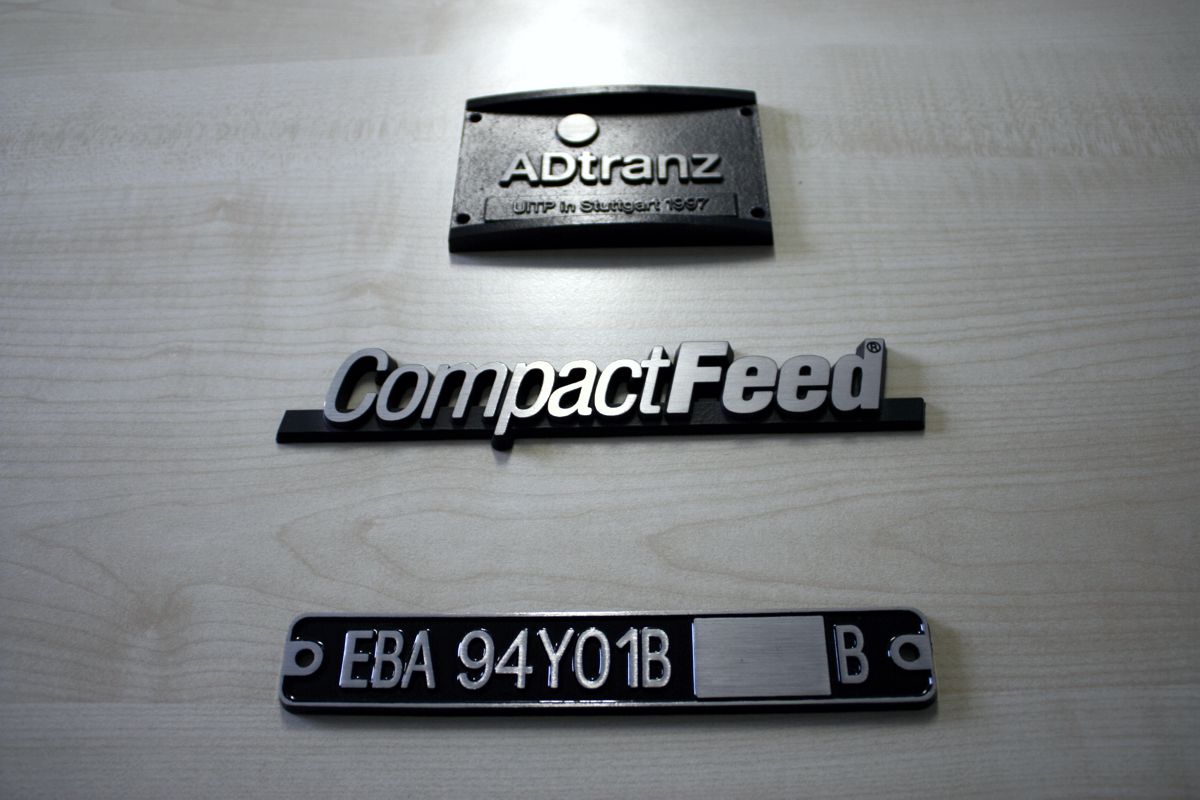 ADtranz
UITP in Stuttgart 1997
CompactFeed®
EBA 94Y01B B